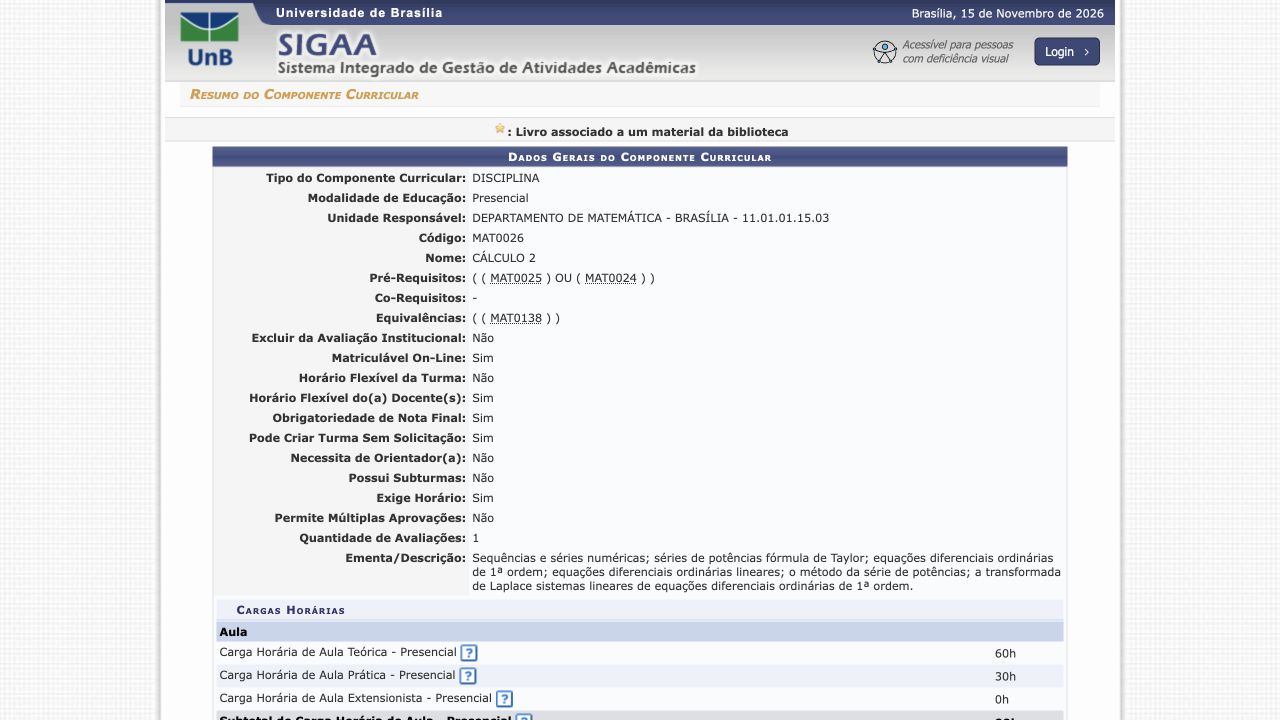 Universidade de Brasília
Brasília, 15 de Novembro de 2026
UnB
SIGAA
Sistema Integrado de Gestão de Atividades Acadêmicas
Acessível para pessoas
com deficiência visual
Login
Resumo do Componente Curricular
: Livro associado a um material da biblioteca
Dados Gerais do Componente Curricular
Tipo do Componente Curricular: DISCIPLINA
Modalidade de Educação: Presencial
Unidade Responsável: DEPARTAMENTO DE MATEMÁTICA - BRASÍLIA - 11.01.01.15.03
Código: MAT0026
Nome: CÁLCULO 2
Pré-Requisitos: ( ( MAT0025 ) OU ( MAT0024 ) )
Co-Requisitos: -
Equivalências: ( ( MAT0138 ) )
Excluir da Avaliação Institucional: Não
Matriculável On-Line: Sim
Horário Flexível da Turma: Não
Horário Flexível do(a) Docente(s): Sim
Obrigatoriedade de Nota Final: Sim
Pode Criar Turma Sem Solicitação: Sim
Necessita de Orientador(a): Não
Possui Subturmas: Não
Exige Horário: Sim
Permite Múltiplas Aprovações: Não
Quantidade de Avaliações: 1
Ementa/Descrição: Sequências e séries numéricas; séries de potências fórmula de Taylor; equações diferenciais ordinárias
de 1ª ordem; equações diferenciais ordinárias lineares; o método da série de potências; a transformada
de Laplace sistemas lineares de equações diferenciais ordinárias de 1ª ordem.
Cargas Horárias
Aula
Carga Horária de Aula Teórica - Presencial ? 60h
Carga Horária de Aula Prática - Presencial ? 30h
Carga Horária de Aula Extensionista - Presencial ? 0h
Subtotal de Carga Horária de Aula - Presencial